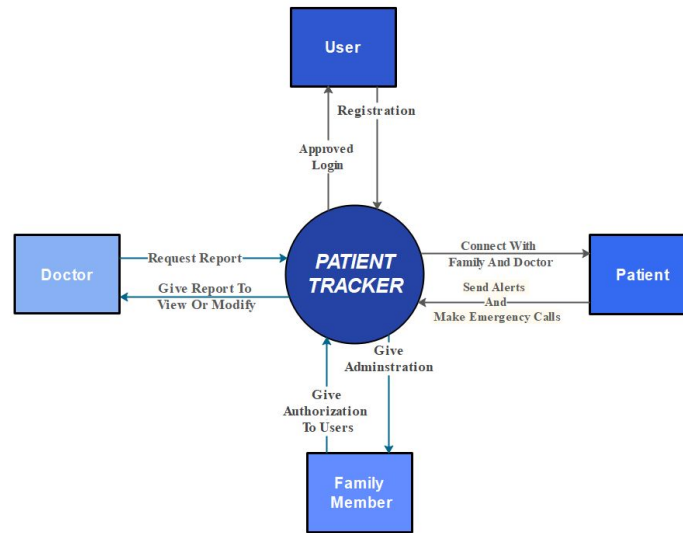 User
Registration
Approved
Login
Doctor
Request Report
Give Report To
View Or Modify
PATIENT
TRACKER
Connect With
Family And Doctor
Send Alerts
And
Make Emergency Calls
Patient
Give
Adminstration
Give
Authorization
To Users
Family
Member